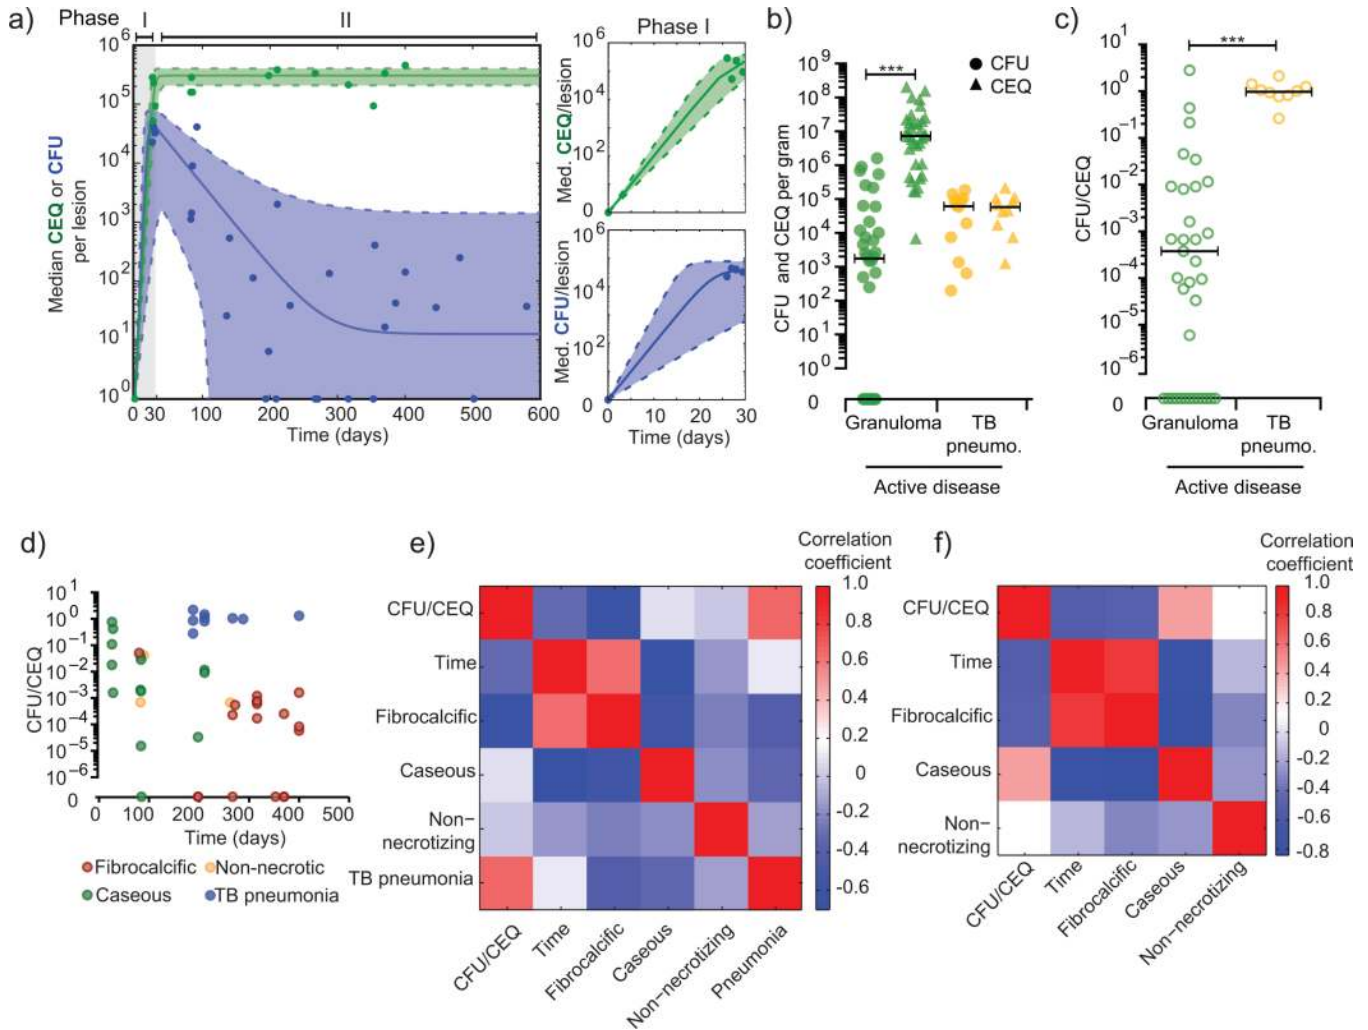 a)
Phase I II
Median CEQ or CFU
per lesion
10^6
10^5
10^4
10^3
10^2
10^1
10^0
0 30 100 200 300 400 500 600
Time (days)
Phase I
Med. CEQ/lesion
10^6
10^4
10^2
0
Med. CFU/lesion
10^6
10^4
10^2
0
0 10 20 30
Time (days)
b)
CFU and CEQ per gram
CFU
CEQ
***
10^9
10^8
10^7
10^6
10^5
10^4
10^3
10^2
10^1
10^0
0
Granuloma TB
pneumo.
Active disease
c)
***
CFU/CEQ
10^1
10^0
10^-1
10^-2
10^-3
10^-4
10^-5
10^-6
0
Granuloma TB
pneumo.
Active disease
d)
CFU/CEQ
10^1
10^0
10^-1
10^-2
10^-3
10^-4
10^-5
10^-6
0
0 100 200 300 400 500
Time (days)
Fibrocalcific Non-necrotic
Caseous TB pneumonia
e)
Correlation
coefficient
CFU/CEQ
Time
Fibrocalcific
Caseous
Non-
necrotizing
TB pneumonia
CFU/CEQ Time Fibrocalcific Caseous Non-necrotizing Pneumonia
1.0
0.8
0.6
0.4
0.2
0
-0.2
-0.4
-0.6
f)
Correlation
coefficient
CFU/CEQ
Time
Fibrocalcific
Caseous
Non-
necrotizing
CFU/CEQ Time Fibrocalcific Caseous Non-necrotizing
1.0
0.8
0.6
0.4
0.2
0
-0.2
-0.4
-0.6
-0.8